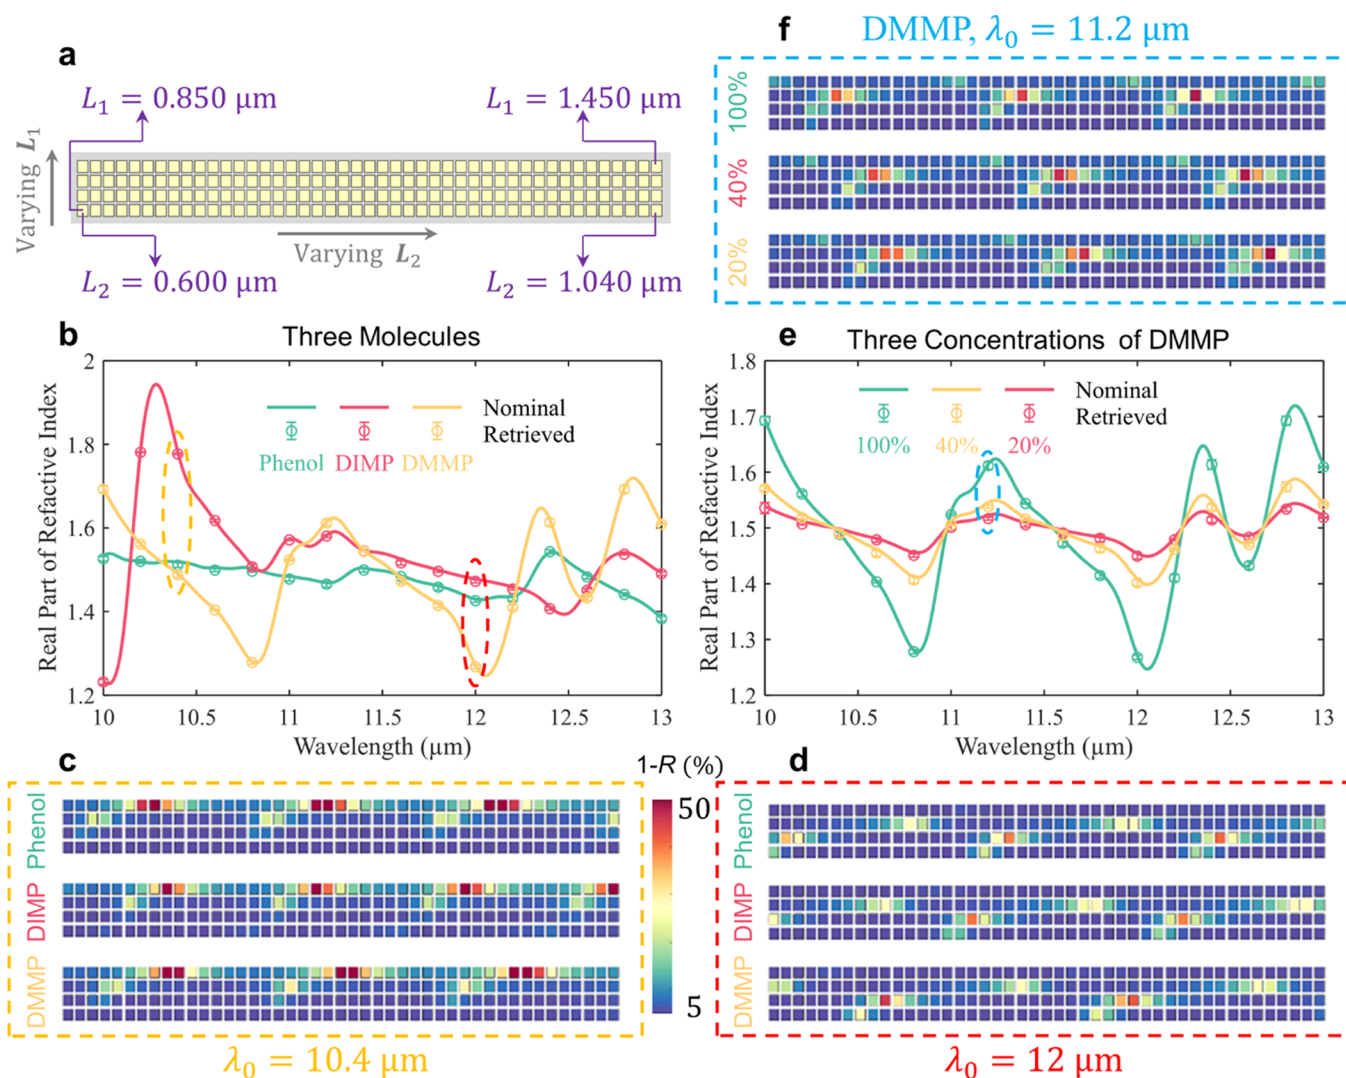 a
L₁ = 0.850 μm
L₁ = 1.450 μm
Varying L₁
Varying L₂
L₂ = 0.600 μm
L₂ = 1.040 μm
f
DMMP, λ₀ = 11.2 μm
100%
40%
20%
b
Three Molecules
Real Part of Refractive Index
2
1.8
1.6
1.4
1.2
Nominal
Retrieved
Phenol DIMP DMMP
10 10.5 11 11.5 12 12.5 13
Wavelength (μm)
e
Three Concentrations of DMMP
Real Part of Refractive Index
1.8
1.7
1.6
1.5
1.4
1.3
1.2
Nominal
Retrieved
100% 40% 20%
10 10.5 11 11.5 12 12.5 13
Wavelength (μm)
c
Phenol
DIMP
DMMP
λ₀ = 10.4 μm
1-R (%)
50
5
d
Phenol
DIMP
DMMP
λ₀ = 12 μm